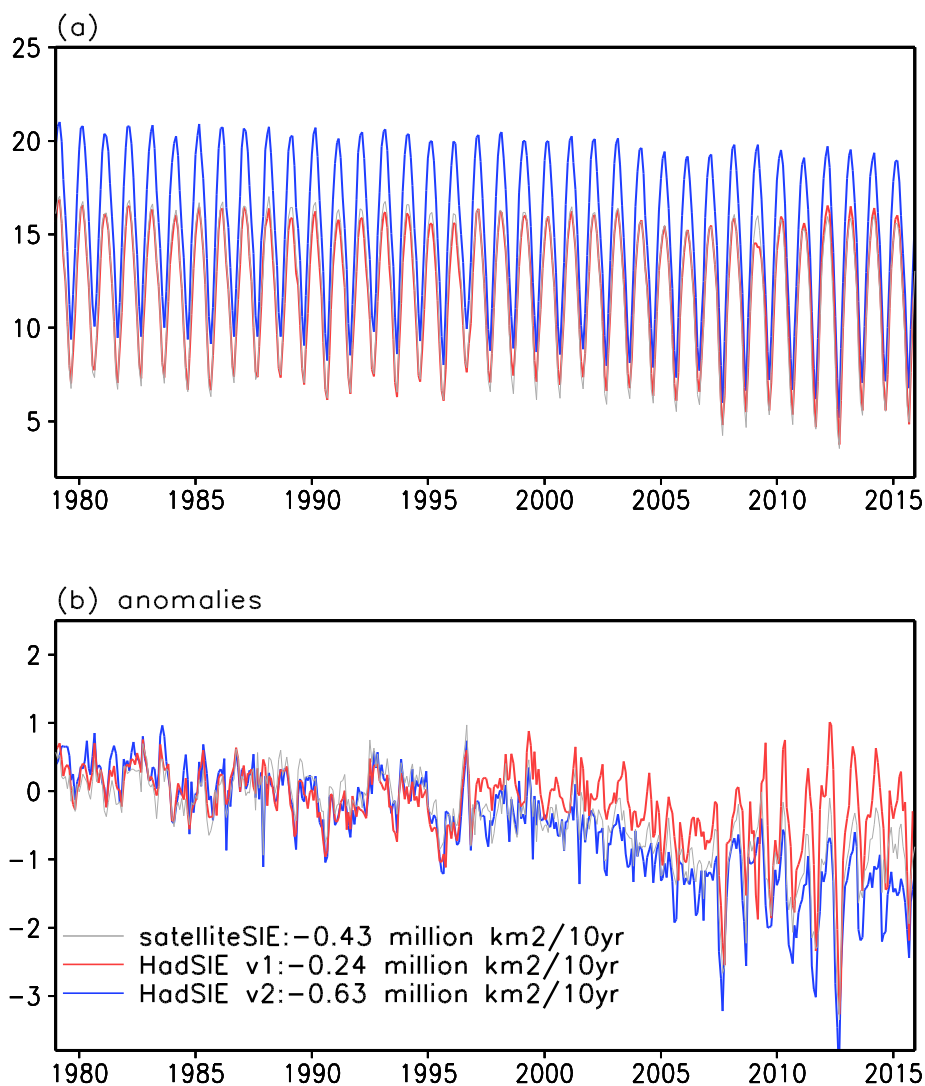 (a)
25
20
15
10
5
1980 1985 1990 1995 2000 2005 2010 2015
(b) anomalies
2
1
0
−1
−2
−3
satelliteSIE:−0.43 million km2/10yr
HadSIE v1:−0.24 million km2/10yr
HadSIE v2:−0.63 million km2/10yr
1980 1985 1990 1995 2000 2005 2010 2015